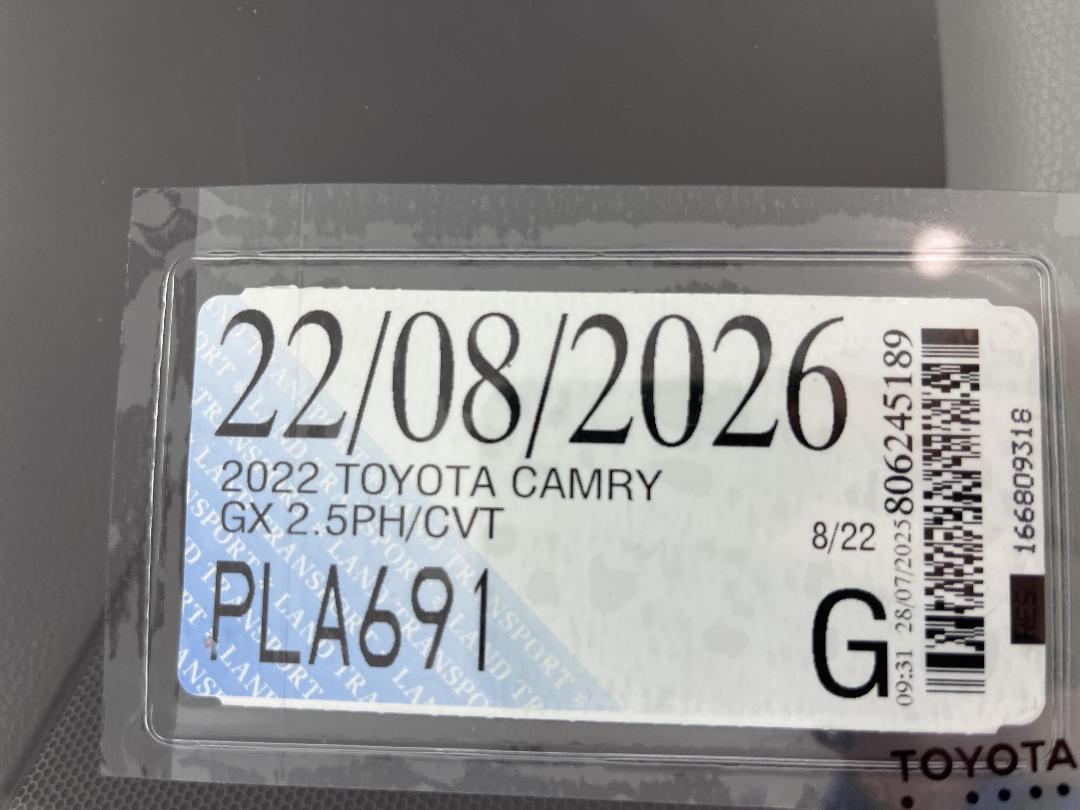 22/08/2026
2022 TOYOTA CAMRY
GX 2.5PH/CVT
PLA691
8/22
G
09:31 28/07/2025 806245189
166809318
YES
TOYOTA